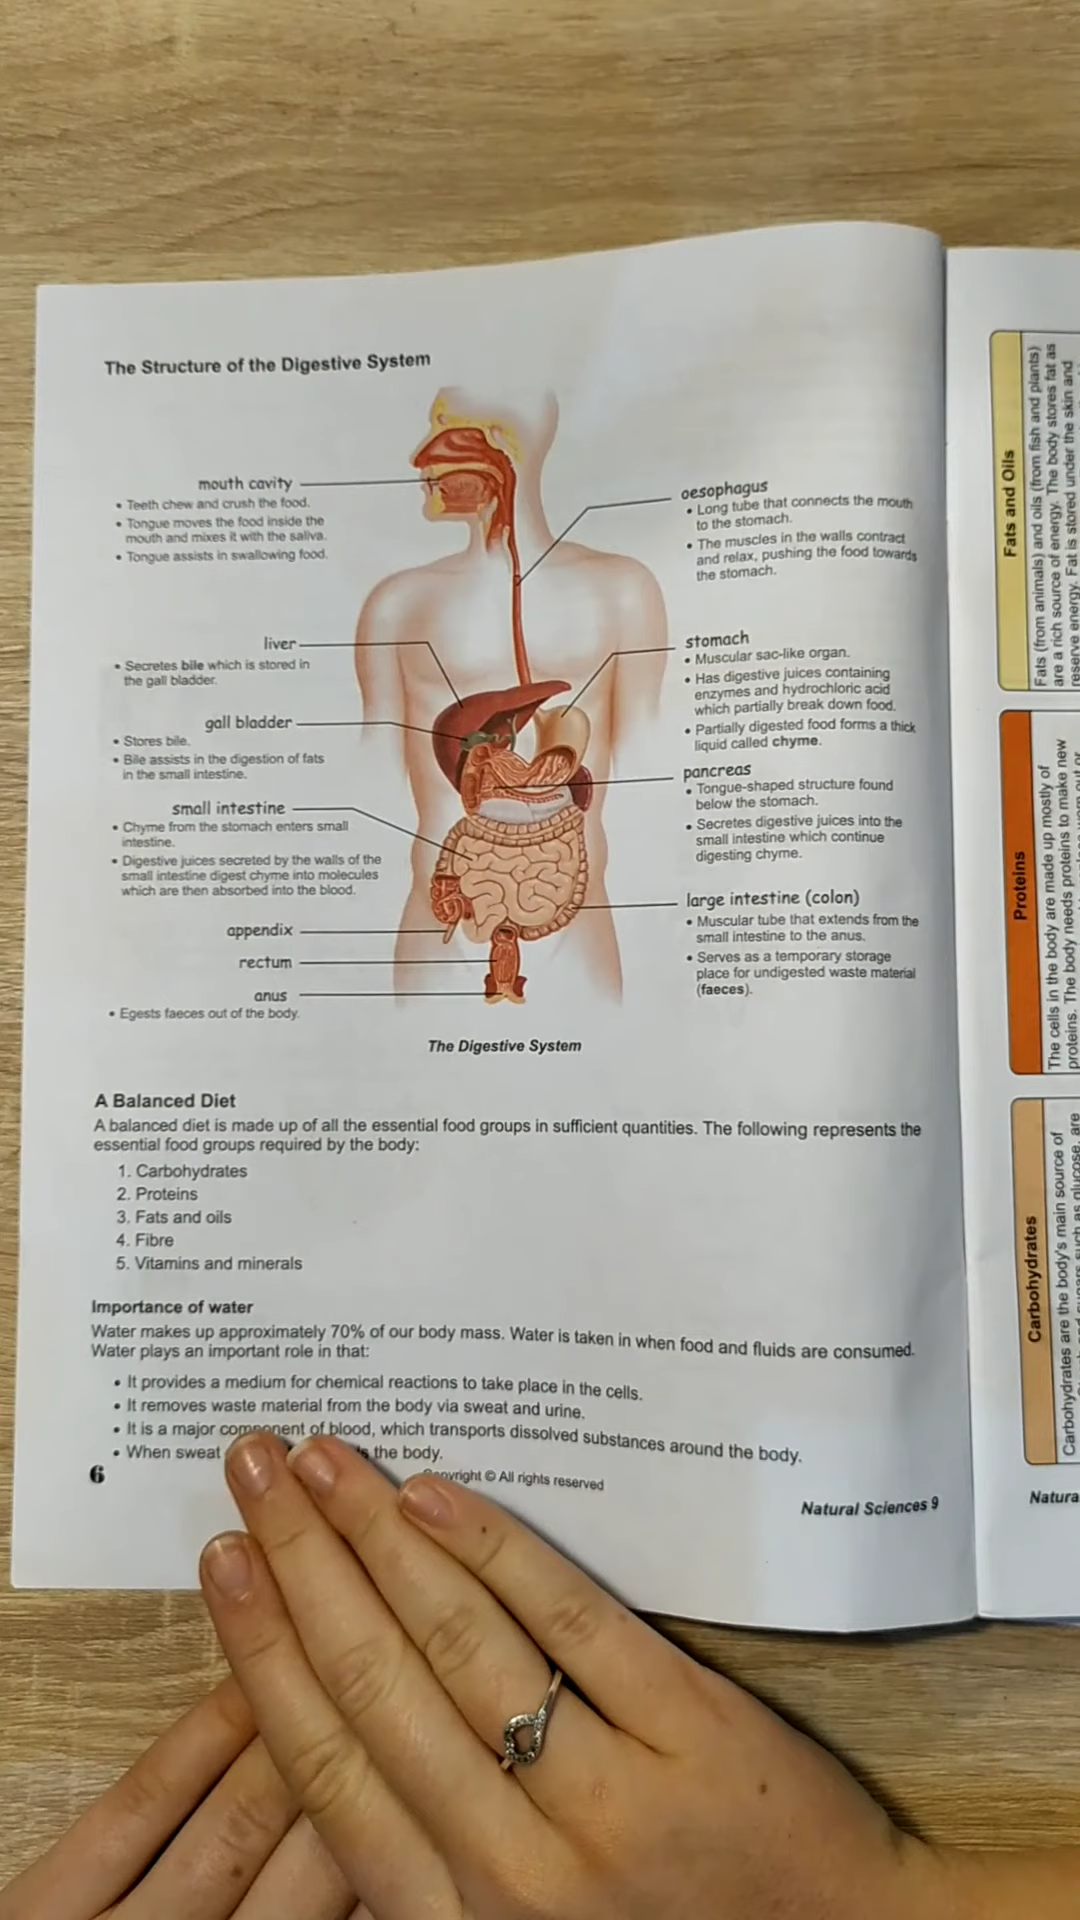 The Structure of the Digestive System
mouth cavity
• Teeth chew and crush the food.
• Tongue moves the food inside the
mouth and mixes it with the saliva.
• Tongue assists in swallowing food.
liver
• Secretes bile which is stored in
the gall bladder.
gall bladder
• Stores bile.
• Bile assists in the digestion of fats
in the small intestine.
small intestine
• Chyme from the stomach enters small
intestine.
• Digestive juices secreted by the walls of the
small intestine digest chyme into molecules
which are then absorbed into the blood.
appendix
rectum
anus
• Egests faeces out of the body.
oesophagus
• Long tube that connects the mouth
to the stomach.
• The muscles in the walls contract
and relax, pushing the food towards
the stomach.
stomach
• Muscular sac-like organ.
• Has digestive juices containing
enzymes and hydrochloric acid
which partially break down food.
• Partially digested food forms a thick
liquid called chyme.
pancreas
• Tongue-shaped structure found
below the stomach.
• Secretes digestive juices into the
small intestine which continue
digesting chyme.
large intestine (colon)
• Muscular tube that extends from the
small intestine to the anus.
• Serves as a temporary storage
place for undigested waste material
(faeces).
The Digestive System
A Balanced Diet
A balanced diet is made up of all the essential food groups in sufficient quantities. The following represents the
essential food groups required by the body:
1. Carbohydrates
2. Proteins
3. Fats and oils
4. Fibre
5. Vitamins and minerals
Importance of water
Water makes up approximately 70% of our body mass. Water is taken in when food and fluids are consumed.
Water plays an important role in that:
• It provides a medium for chemical reactions to take place in the cells.
• It removes waste material from the body via sweat and urine.
• It is a major component of blood, which transports dissolved substances around the body.
• When sweat the body.
6
Copyright © All rights reserved
Natural Sciences 9
Fats and Oils
Fats (from animals) and oils (from fish and plants)
are a rich source of energy. The body stores fat as
reserve energy. Fat is stored under the skin and
Proteins
The cells in the body are made up mostly of
proteins. The body needs proteins to make new
Carbohydrates
Carbohydrates are the body's main source of
such as glucose, are
Natura